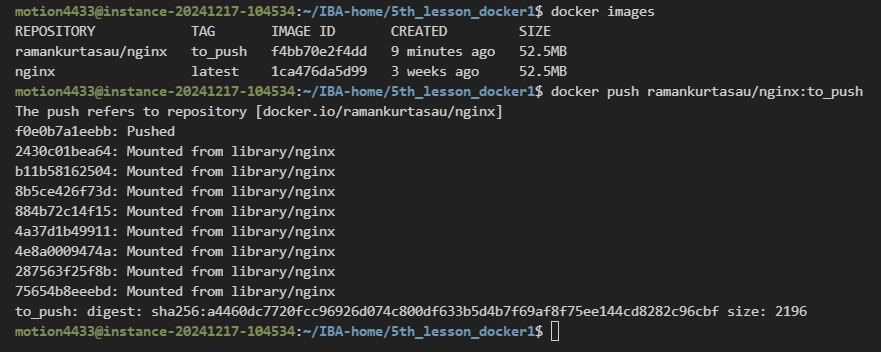 motion4433@instance-20241217-104534:~/IBA-home/5th_lesson_docker1$ docker images
REPOSITORY TAG IMAGE ID CREATED SIZE
ramankurtasau/nginx to_push f4bb70e2f4dd 9 minutes ago 52.5MB
nginx latest 1ca476da5d99 3 weeks ago 52.5MB
motion4433@instance-20241217-104534:~/IBA-home/5th_lesson_docker1$ docker push ramankurtasau/nginx:to_push
The push refers to repository [docker.io/ramankurtasau/nginx]
f0e0b7a1eebb: Pushed
2430c01bea64: Mounted from library/nginx
b11b58162504: Mounted from library/nginx
8b5ce426f73d: Mounted from library/nginx
884b72c14f15: Mounted from library/nginx
4a37d1b49911: Mounted from library/nginx
4e8a0009474a: Mounted from library/nginx
287563f25f8b: Mounted from library/nginx
75654b8eeebd: Mounted from library/nginx
to_push: digest: sha256:a4460dc7720fcc96926d074c800df633b5d4b7f69af8f75ee144cd8282c96cbf size: 2196
motion4433@instance-20241217-104534:~/IBA-home/5th_lesson_docker1$